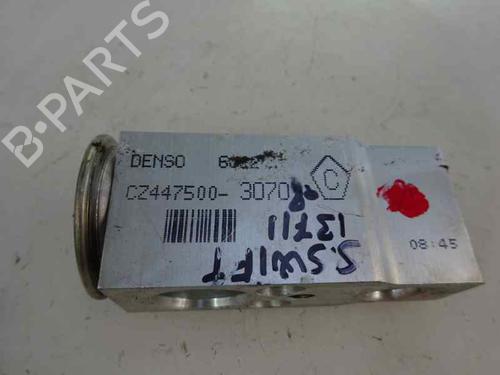 DENSO
CZ447500-3070
C
08:45
S.SWIFT
13711
B-PARTS